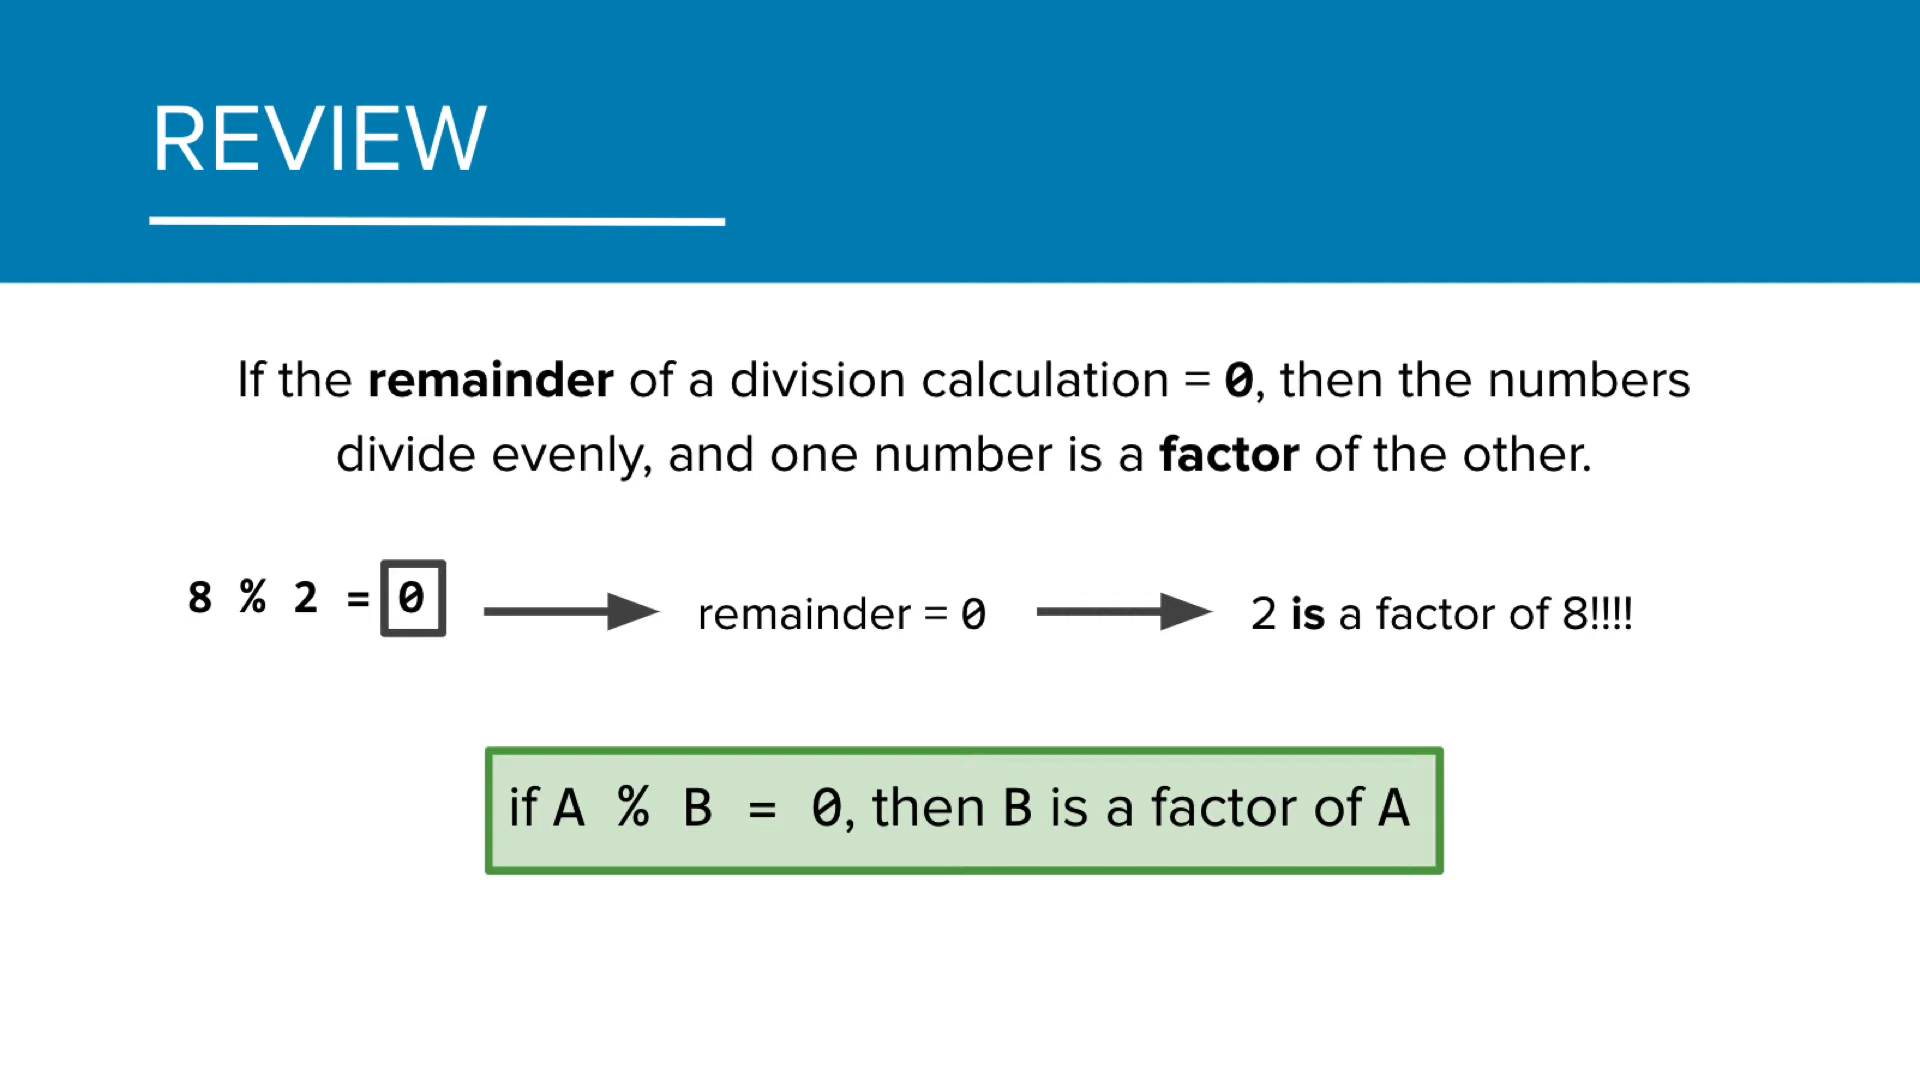 REVIEW
If the remainder of a division calculation = 0, then the numbers
divide evenly, and one number is a factor of the other.
8 % 2 = 0 remainder = 0 2 is a factor of 8!!!!
if A % B = 0, then B is a factor of A